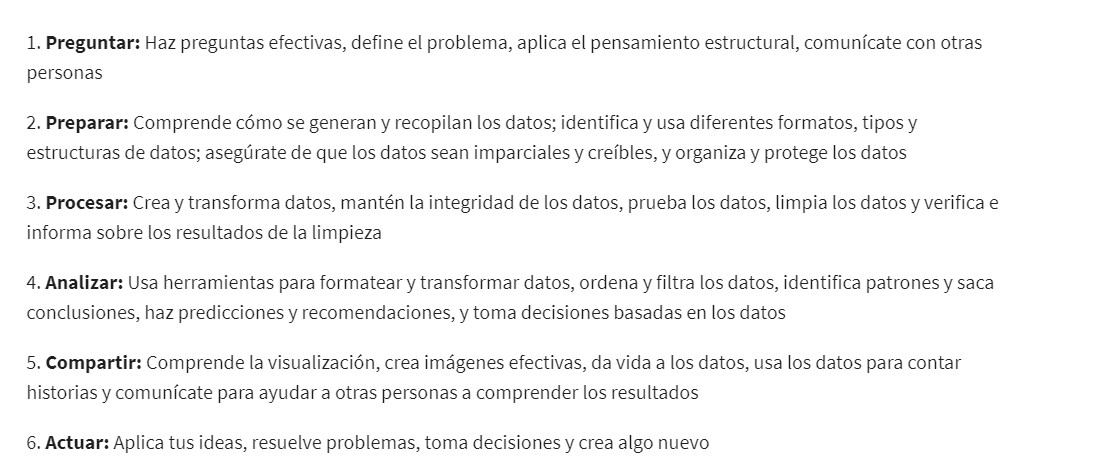 1. Preguntar: Haz preguntas efectivas, define el problema, aplica el pensamiento estructural, comunícate con otras
personas
2. Preparar: Comprende cómo se generan y recopilan los datos; identifica y usa diferentes formatos, tipos y
estructuras de datos; asegúrate de que los datos sean imparciales y creíbles, y organiza y protege los datos
3. Procesar: Crea y transforma datos, mantén la integridad de los datos, prueba los datos, limpia los datos y verifica e
informa sobre los resultados de la limpieza
4. Analizar: Usa herramientas para formatear y transformar datos, ordena y filtra los datos, identifica patrones y saca
conclusiones, haz predicciones y recomendaciones, y toma decisiones basadas en los datos
5. Compartir: Comprende la visualización, crea imágenes efectivas, da vida a los datos, usa los datos para contar
historias y comunícate para ayudar a otras personas a comprender los resultados
6. Actuar: Aplica tus ideas, resuelve problemas, toma decisiones y crea algo nuevo